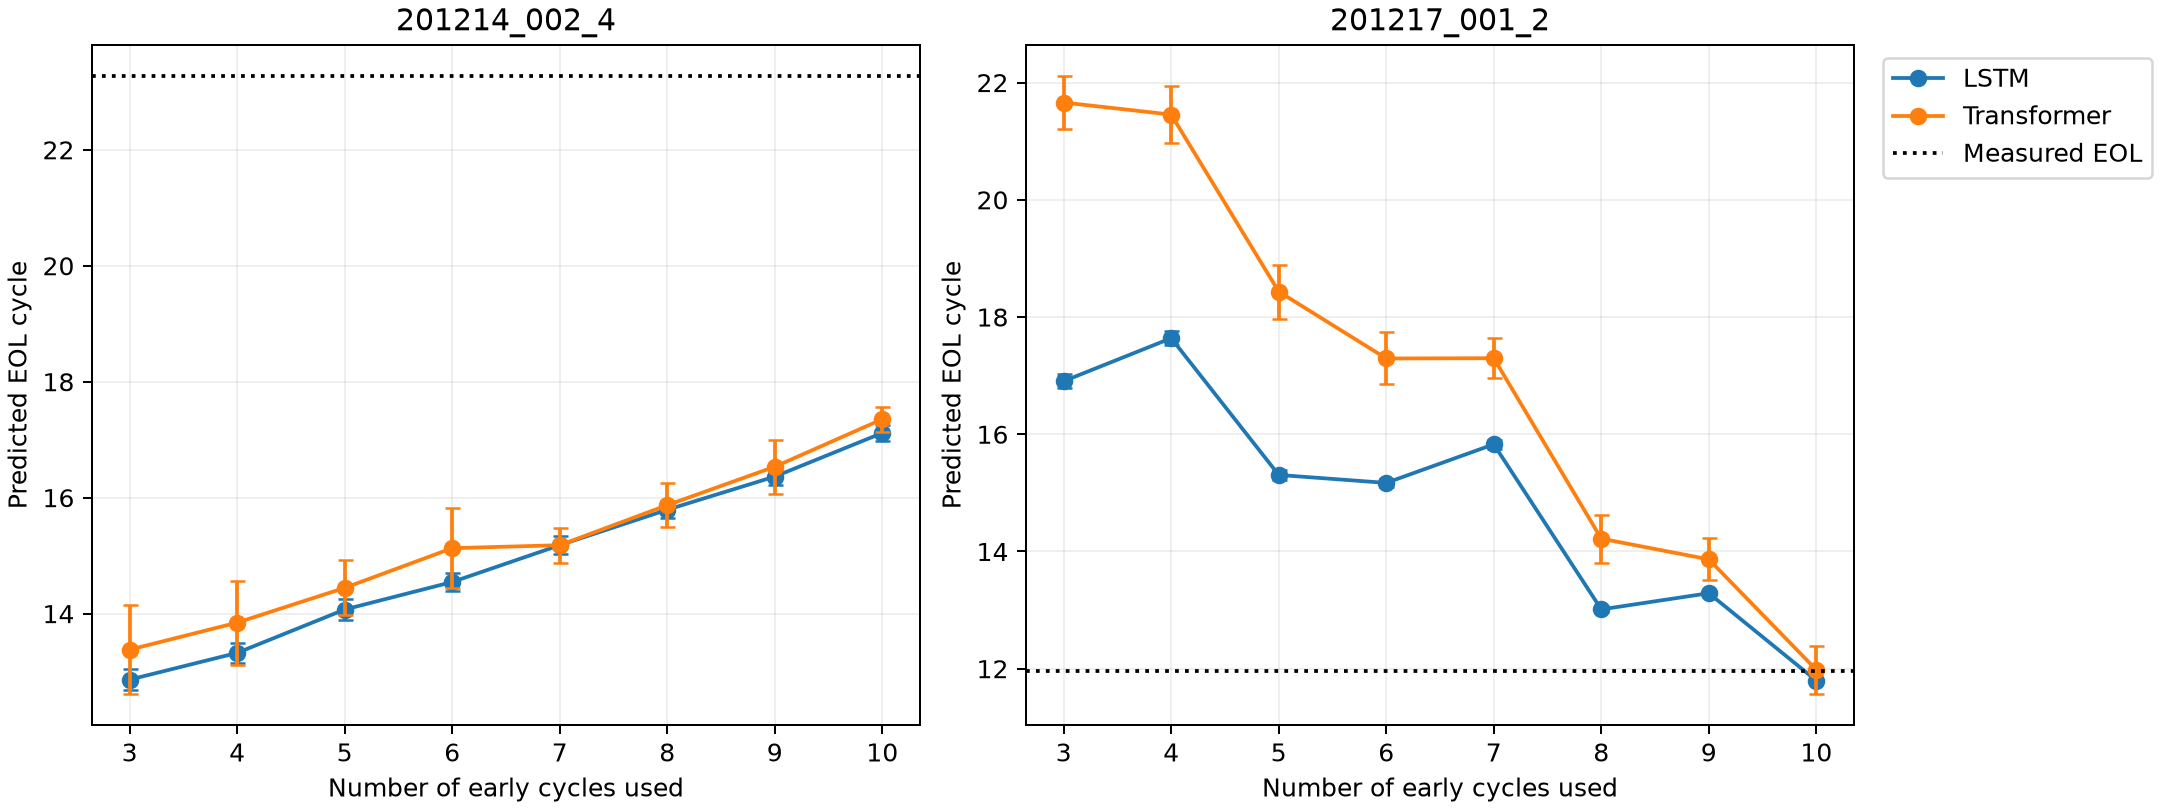 201214_002_4
Predicted EOL cycle
22
20
18
16
14
3 4 5 6 7 8 9 10
Number of early cycles used
201217_001_2
Predicted EOL cycle
22
20
18
16
14
12
3 4 5 6 7 8 9 10
Number of early cycles used
LSTM
Transformer
Measured EOL